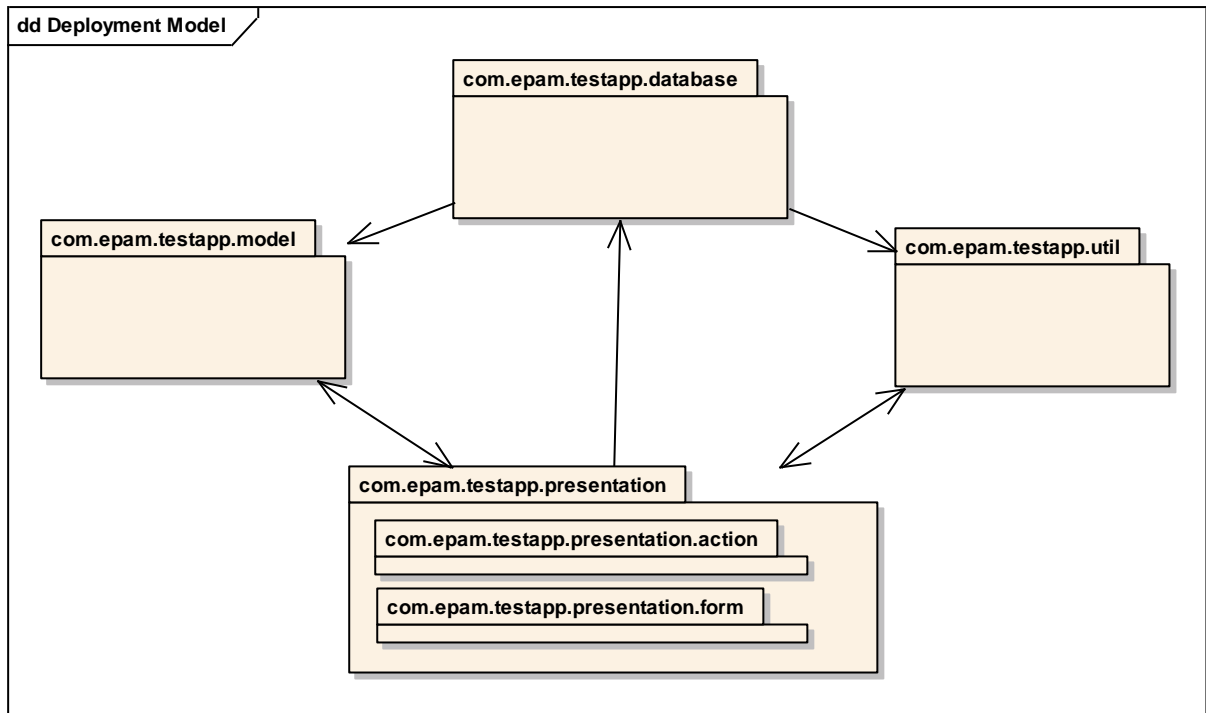 dd Deployment Model
com.epam.testapp.database
com.epam.testapp.model
com.epam.testapp.util
com.epam.testapp.presentation
com.epam.testapp.presentation.action
com.epam.testapp.presentation.form